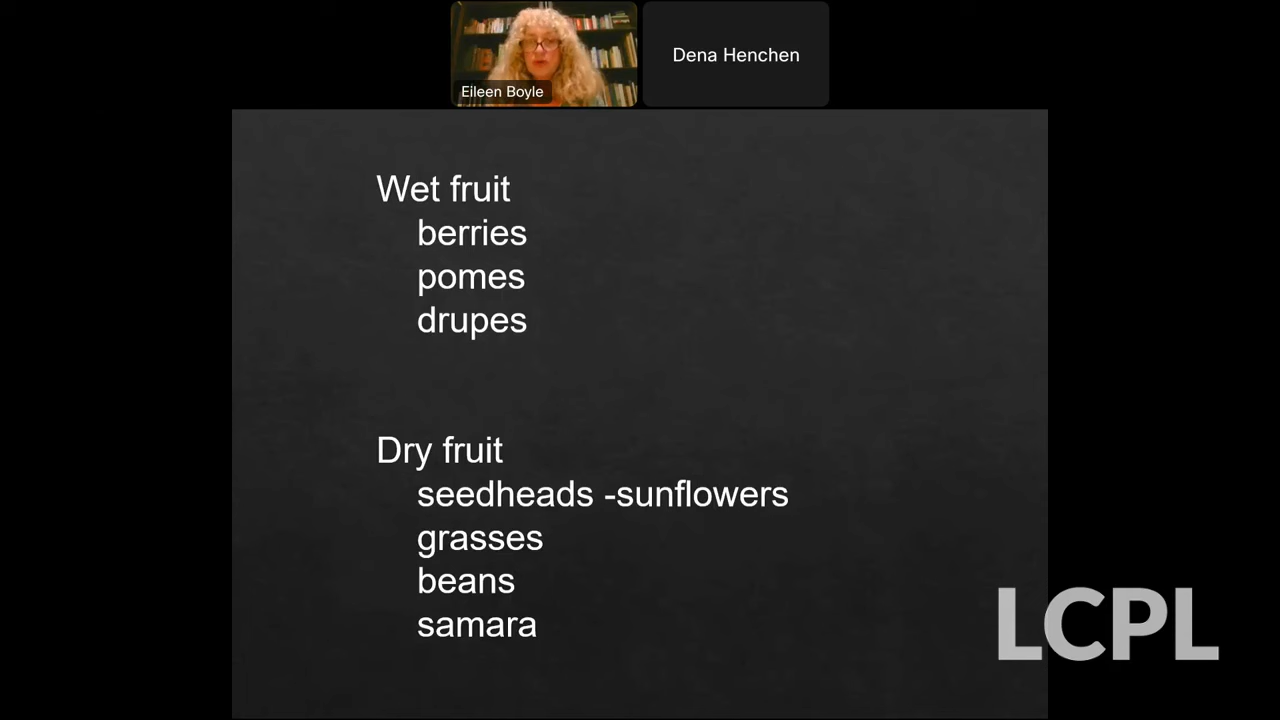 Dena Henchen
Eileen Boyle
Wet fruit
berries
pomes
drupes
Dry fruit
seedheads -sunflowers
grasses
beans
samara
LCPL